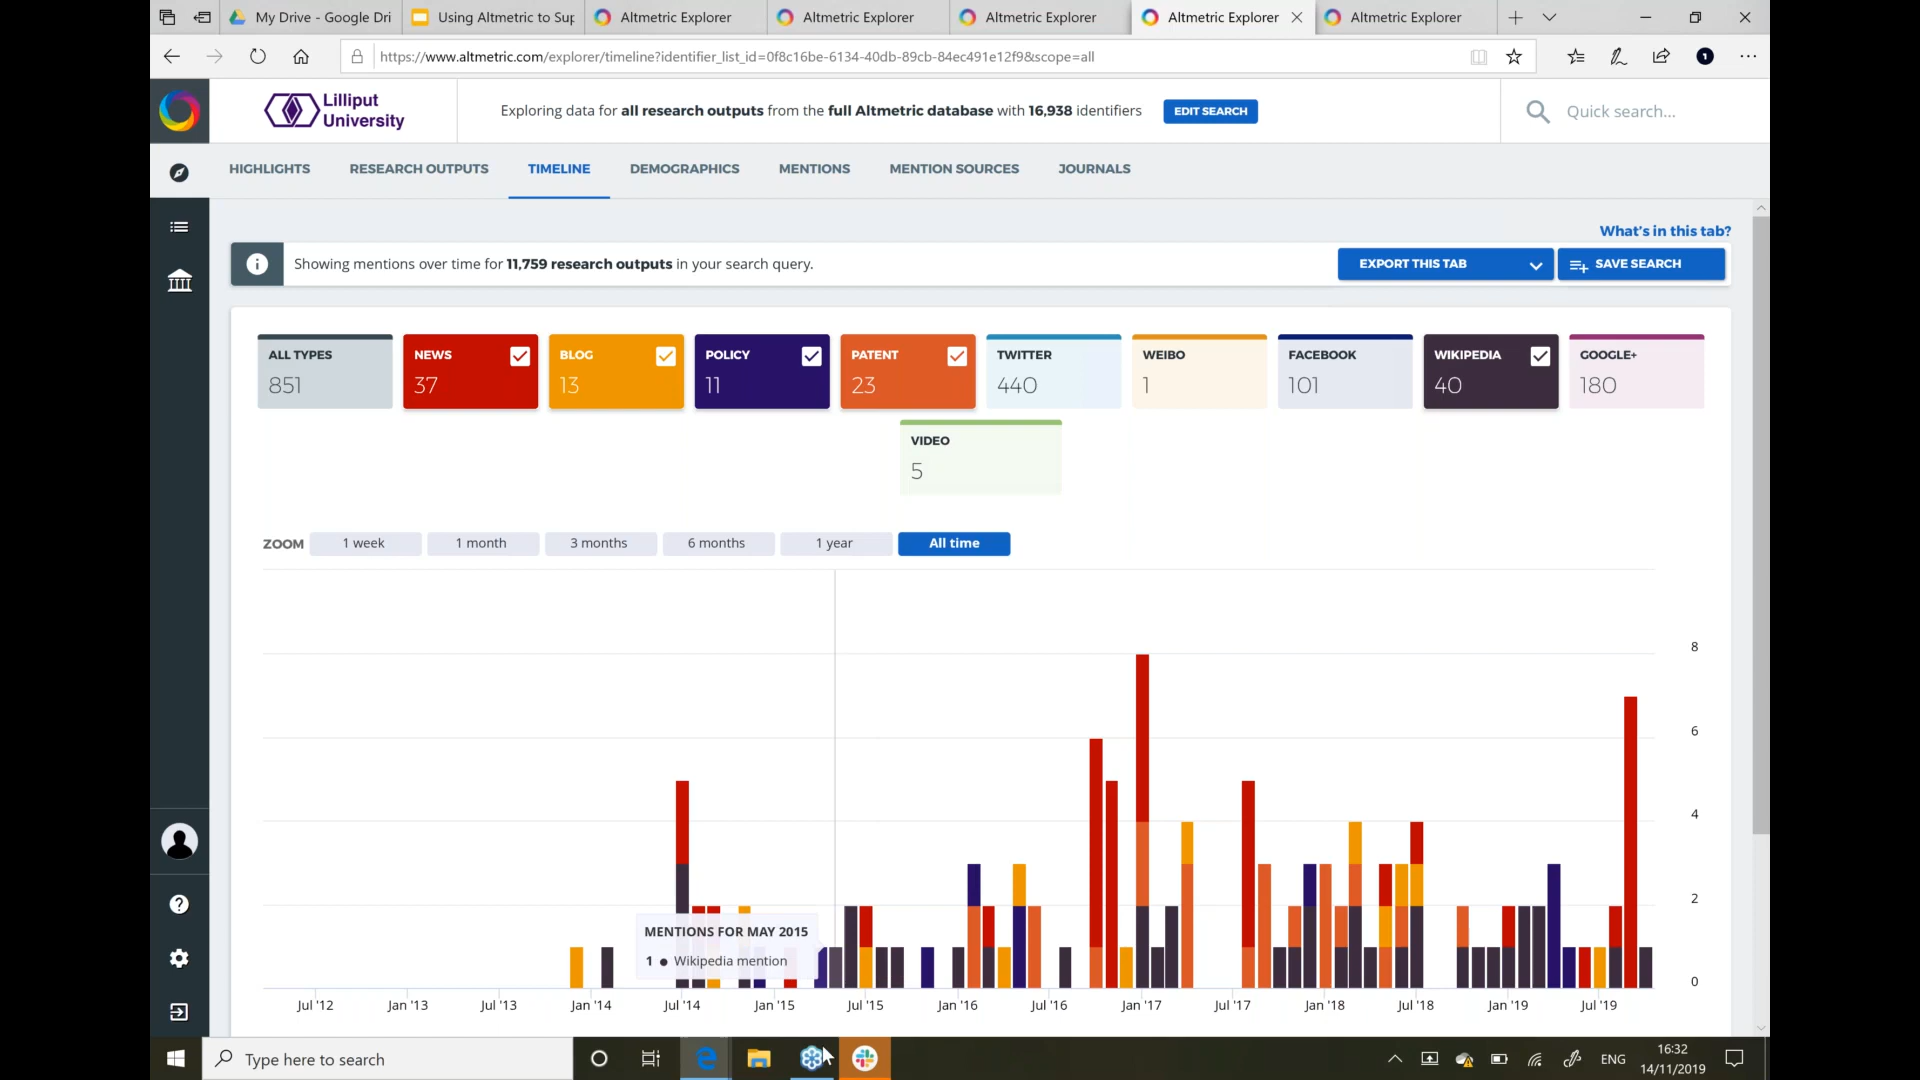 My Drive - Google Dri
Using Altmetric to Sup
Altmetric Explorer
Altmetric Explorer
Altmetric Explorer
Altmetric Explorer
Altmetric Explorer
https://www.altmetric.com/explorer/timeline?identifier_list_id=0f8c16be-6134-40db-89cb-84ec491e12f9&scope=all
1
Lilliput
University
Exploring data for all research outputs from the full Altmetric database with 16,938 identifiers
EDIT SEARCH
Quick search...
HIGHLIGHTS RESEARCH OUTPUTS TIMELINE DEMOGRAPHICS MENTIONS MENTION SOURCES JOURNALS
What's in this tab?
Showing mentions over time for 11,759 research outputs in your search query.
EXPORT THIS TAB
SAVE SEARCH
ALL TYPES NEWS BLOG POLICY PATENT TWITTER WEIBO FACEBOOK WIKIPEDIA GOOGLE+
851 37 13 11 23 440 1 101 40 180
VIDEO
5
ZOOM 1 week 1 month 3 months 6 months 1 year All time
8
6
4
2
0
MENTIONS FOR MAY 2015
1 ● Wikipedia mention
Jul '12 Jan '13 Jul '13 Jan '14 Jul '14 Jan '15 Jul '15 Jan '16 Jul '16 Jan '17 Jul '17 Jan '18 Jul '18 Jan '19 Jul '19
Type here to search
ENG
16:32
14/11/2019